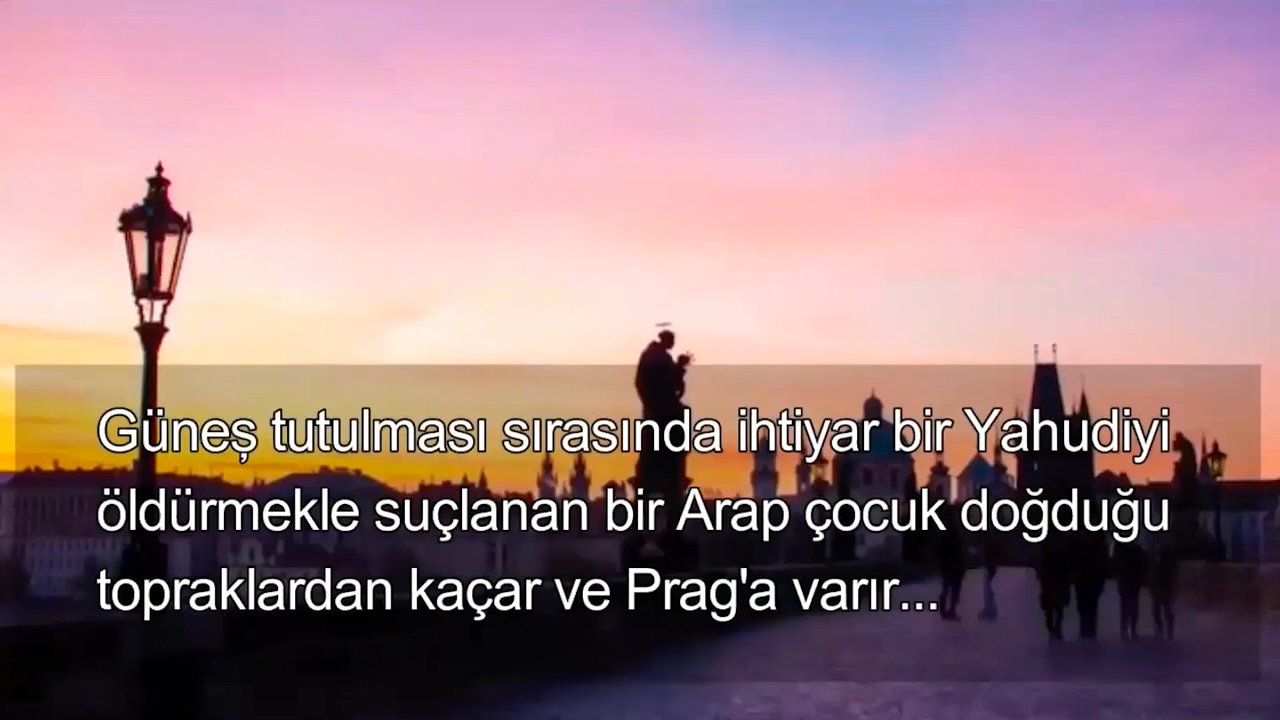 Güneş tutulması sırasında ihtiyar bir Yahudiyi
öldürmekle suçlanan bir Arap çocuk doğduğu
topraklardan kaçar ve Prag'a varır...